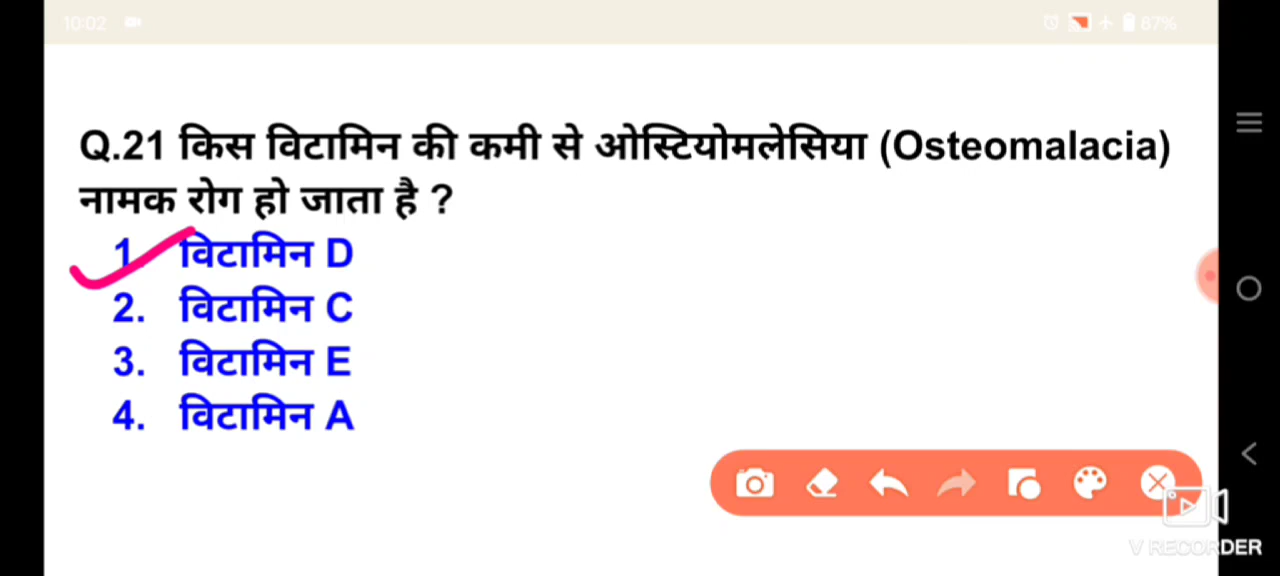 10:02 87%
Q.21 किस विटामिन की कमी से ओस्टियोमलेसिया (Osteomalacia)
नामक रोग हो जाता है ?
1. विटामिन D
2. विटामिन C
3. विटामिन E
4. विटामिन A
V RECORDER